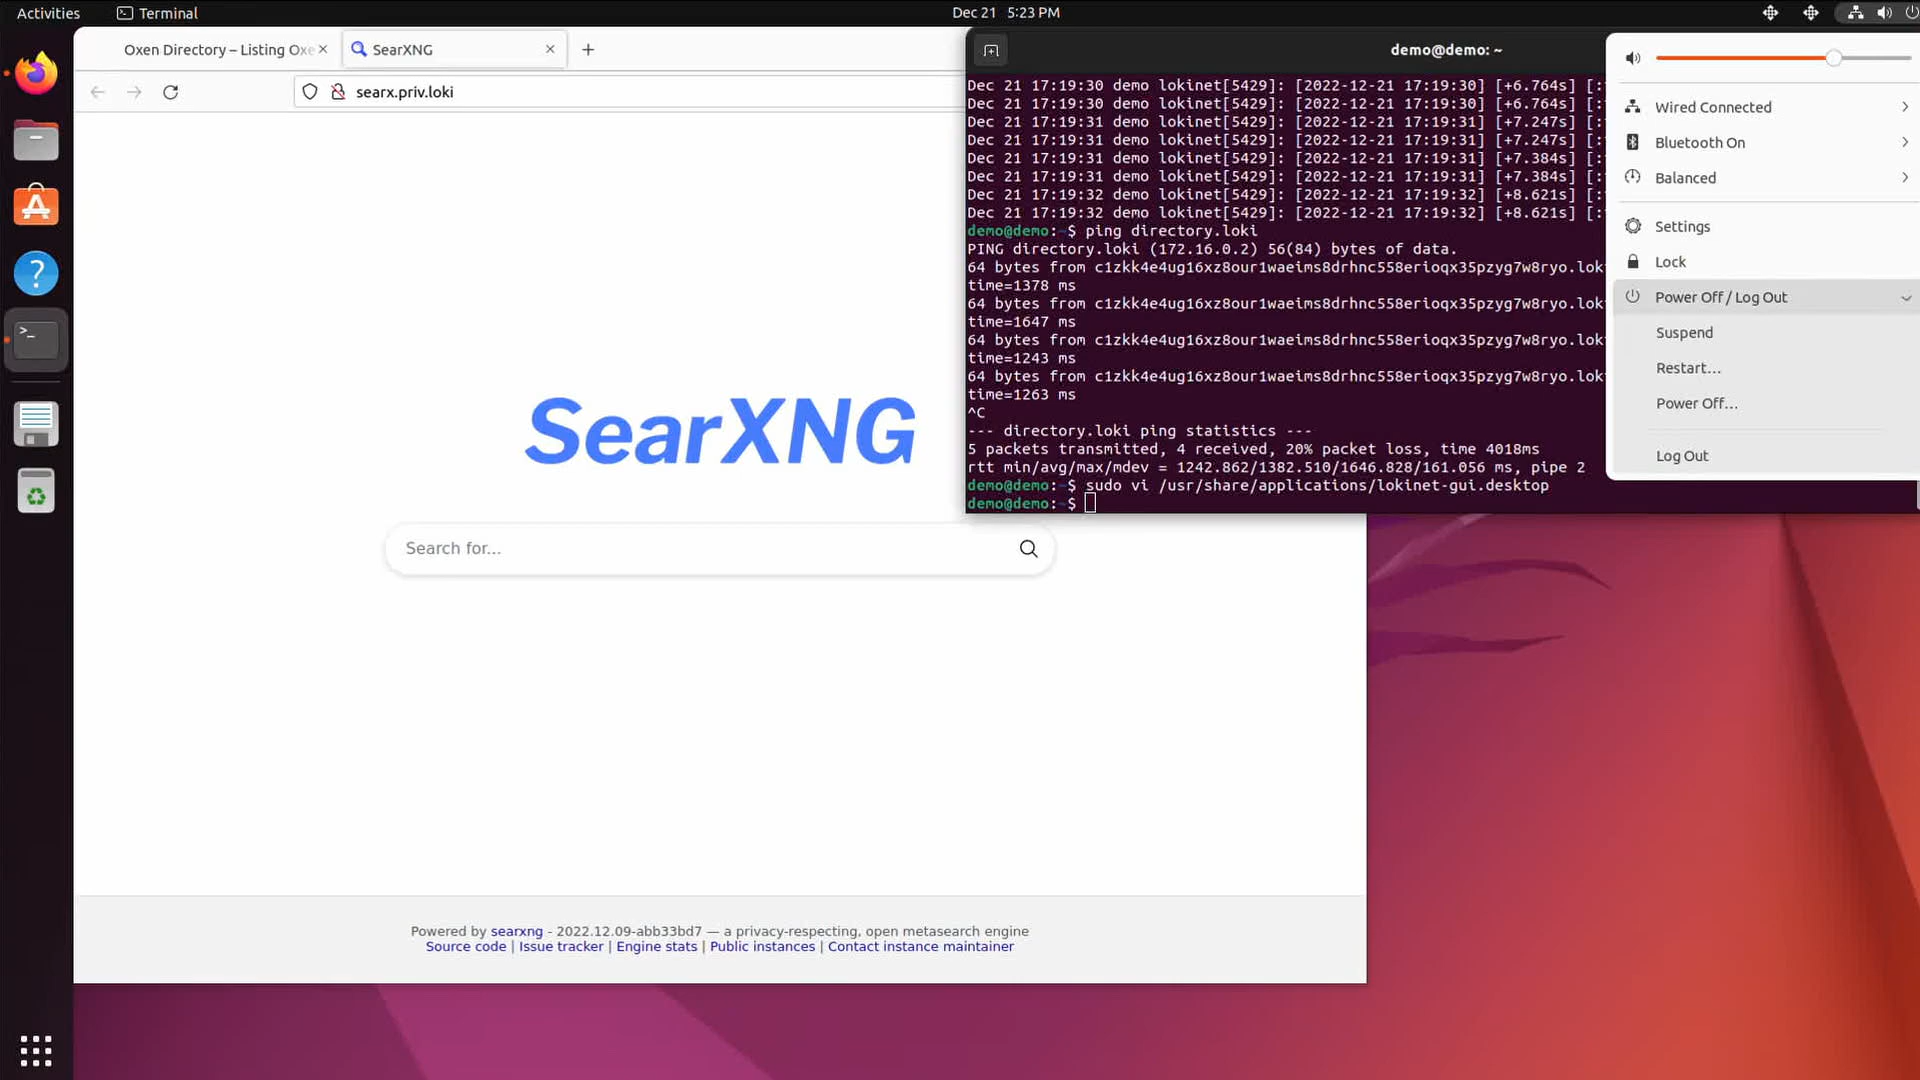 Activities
Terminal
Dec 21 5:23 PM
Oxen Directory – Listing Oxe
SearXNG
searx.priv.loki
SearXNG
Search for...
Powered by searxng - 2022.12.09-abb33bd7 — a privacy-respecting, open metasearch engine
Source code | Issue tracker | Engine stats | Public instances | Contact instance maintainer
demo@demo: ~
Dec 21 17:19:30 demo lokinet[5429]: [2022-12-21 17:19:30] [+6.764s] [:
Dec 21 17:19:30 demo lokinet[5429]: [2022-12-21 17:19:30] [+6.764s] [:
Dec 21 17:19:31 demo lokinet[5429]: [2022-12-21 17:19:31] [+7.247s] [:
Dec 21 17:19:31 demo lokinet[5429]: [2022-12-21 17:19:31] [+7.247s] [:
Dec 21 17:19:31 demo lokinet[5429]: [2022-12-21 17:19:31] [+7.384s] [:
Dec 21 17:19:31 demo lokinet[5429]: [2022-12-21 17:19:31] [+7.384s] [:
Dec 21 17:19:32 demo lokinet[5429]: [2022-12-21 17:19:32] [+8.621s] [:
Dec 21 17:19:32 demo lokinet[5429]: [2022-12-21 17:19:32] [+8.621s] [:
demo@demo:~$ ping directory.loki
PING directory.loki (172.16.0.2) 56(84) bytes of data.
64 bytes from c1zkk4e4ug16xz8our1waeims8drhnc558erioqx35pzyg7w8ryo.lok
time=1378 ms
64 bytes from c1zkk4e4ug16xz8our1waeims8drhnc558erioqx35pzyg7w8ryo.lok
time=1647 ms
64 bytes from c1zkk4e4ug16xz8our1waeims8drhnc558erioqx35pzyg7w8ryo.lok
time=1243 ms
64 bytes from c1zkk4e4ug16xz8our1waeims8drhnc558erioqx35pzyg7w8ryo.lok
time=1263 ms
^C
--- directory.loki ping statistics ---
5 packets transmitted, 4 received, 20% packet loss, time 4018ms
rtt min/avg/max/mdev = 1242.862/1382.510/1646.828/161.056 ms, pipe 2
demo@demo:~$ sudo vi /usr/share/applications/lokinet-gui.desktop
demo@demo:~$
Wired Connected
Bluetooth On
Balanced
Settings
Lock
Power Off / Log Out
Suspend
Restart...
Power Off...
Log Out